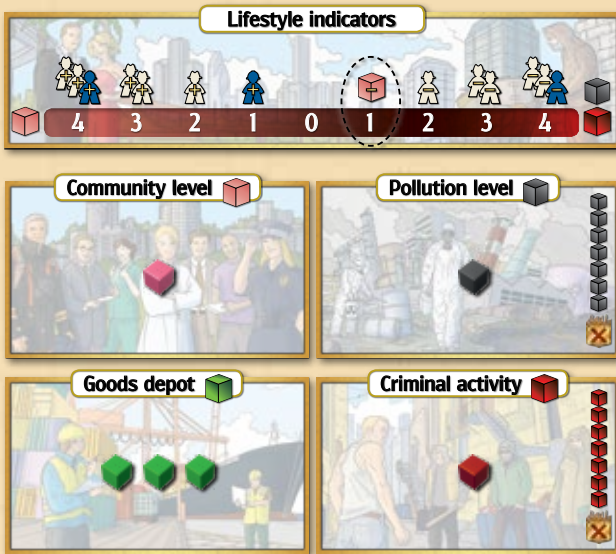 Lifestyle indicators
4 3 2 1 0 1 2 3 4
Community level
Pollution level
Goods depot
Criminal activity